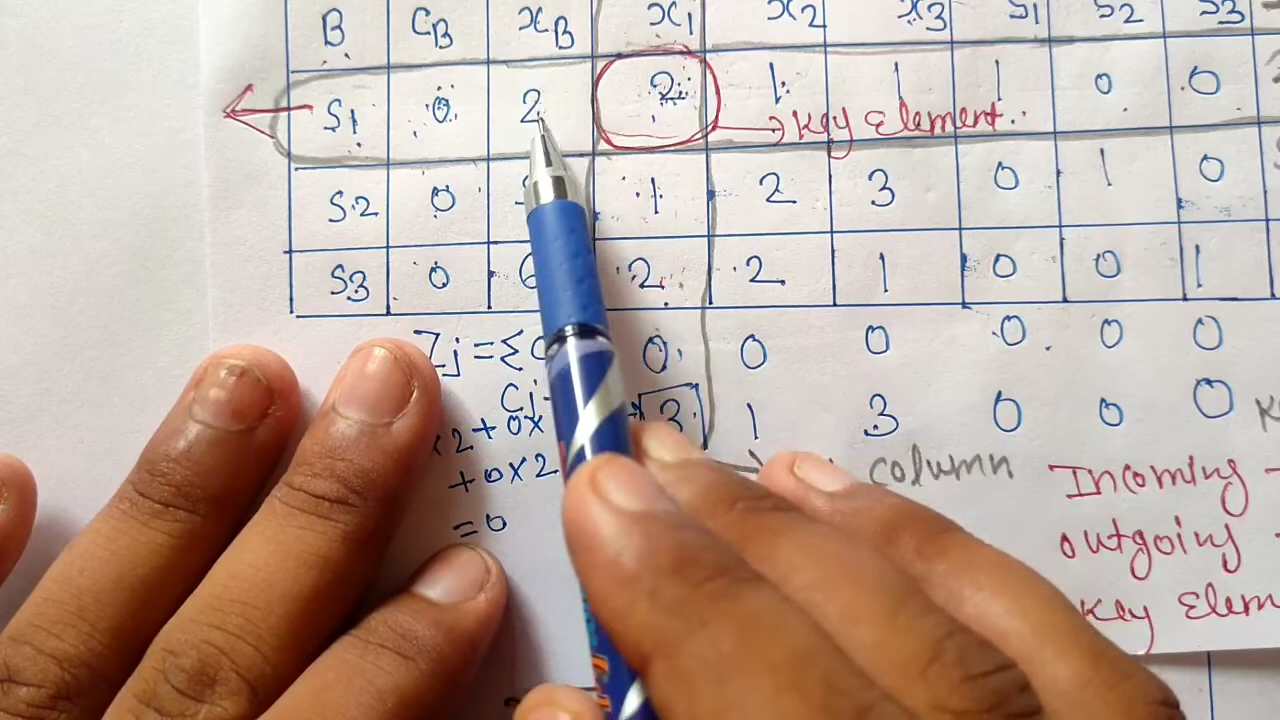 B CB xB x1 x2 x3 S1 S2 S3
S1 0 2 2 1 1 1 0 0
→ Key Element
S2 0 1 2 3 0 1 0
S3 0 2 2 1 0 0 1
Zj = { 0 0 0 0 0 0
Cj 3 1 3 0 0 0
×2 + 0×
+ 0×2
= 0
column
Incoming
outgoing
Key Elem